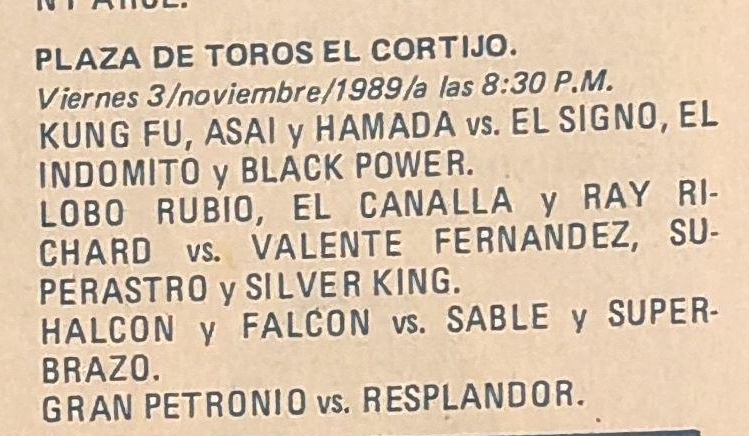 PLAZA DE TOROS EL CORTIJO.
Viernes 3/noviembre/1989/a las 8:30 P.M.
KUNG FU, ASAI y HAMADA vs. EL SIGNO, EL
INDOMITO y BLACK POWER.
LOBO RUBIO, EL CANALLA y RAY RI-
CHARD vs. VALENTE FERNANDEZ, SU-
PERASTRO y SILVER KING.
HALCON y FALCON vs. SABLE y SUPER-
BRAZO.
GRAN PETRONIO vs. RESPLANDOR.